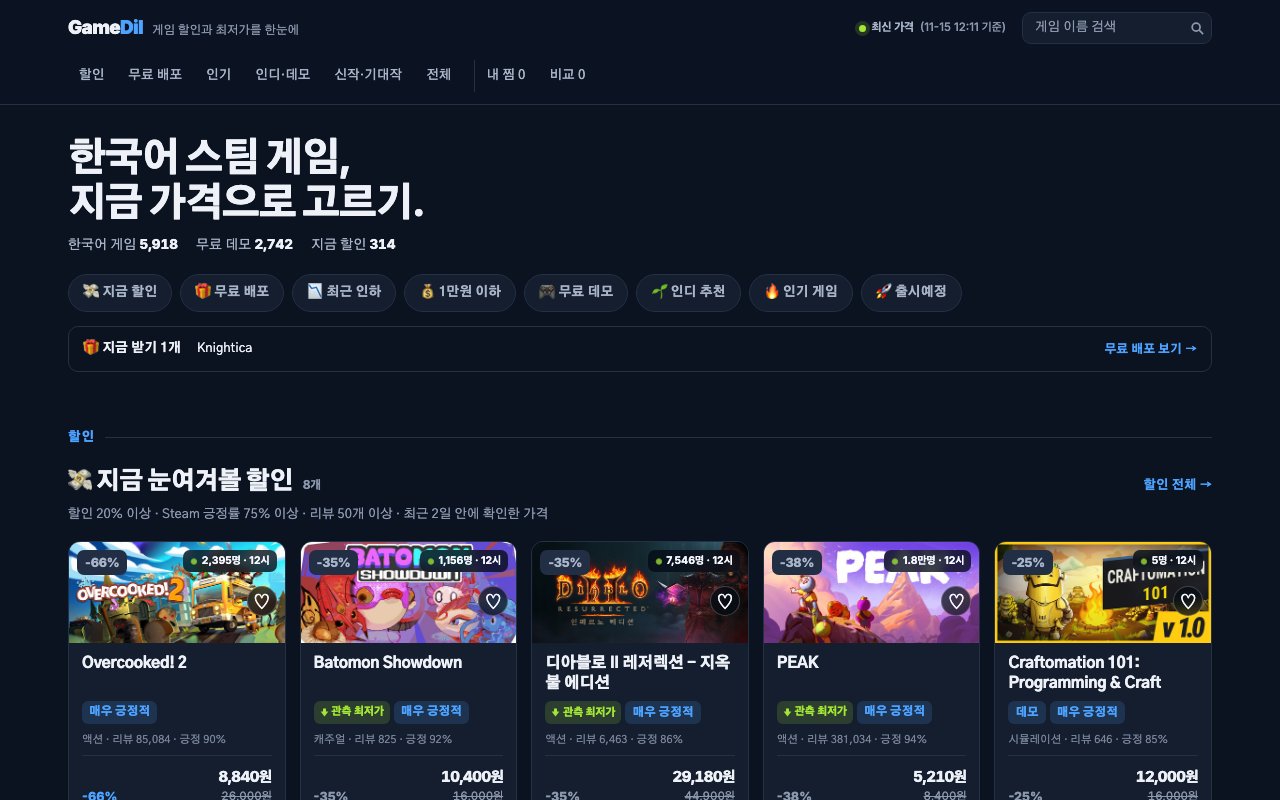 GameDil 게임 할인과 최저가를 한눈에
최신 가격 (11-15 12:11 기준)
게임 이름 검색
할인 무료 배포 인기 인디·데모 신작·기대작 전체 내 찜 0 비교 0
한국어 스팀 게임,
지금 가격으로 고르기.
한국어 게임 5,918 무료 데모 2,742 지금 할인 314
💸 지금 할인 🎁 무료 배포 📉 최근 인하 💰 1만원 이하 🎮 무료 데모 🌱 인디 추천 🔥 인기 게임 🚀 출시예정
🎁 지금 받기 1개 Knightica 무료 배포 보기 →
할인
💸 지금 눈여겨볼 할인 8개 할인 전체 →
할인 20% 이상 · Steam 긍정률 75% 이상 · 리뷰 50개 이상 · 최근 2일 안에 확인한 가격
-66% 2,395명 · 12시
OVERCOOKED! 2
Overcooked! 2
매우 긍정적
액션 · 리뷰 85,084 · 긍정 90%
8,840원
-66% 26,000원
-35% 1,156명 · 12시
BATOMON
SHOWDOWN
Batomon Showdown
↓ 관측 최저가 매우 긍정적
캐주얼 · 리뷰 825 · 긍정 92%
10,400원
-35% 16,000원
-35% 7,546명 · 12시
DIABLO II
RESURRECTED
인페르노 에디션
디아블로 II 레저렉션 – 지옥
불 에디션
↓ 관측 최저가 매우 긍정적
액션 · 리뷰 6,463 · 긍정 86%
29,180원
-35% 44,900원
-38% 1.8만명 · 12시
PEAK
PEAK
↓ 관측 최저가 매우 긍정적
액션 · 리뷰 381,034 · 긍정 94%
5,210원
-38% 8,400원
-25% 5명 · 12시
CRAFTOMATION
101
v 1.0
Craftomation 101:
Programming & Craft
데모 매우 긍정적
시뮬레이션 · 리뷰 646 · 긍정 85%
12,000원
-25% 16,000원